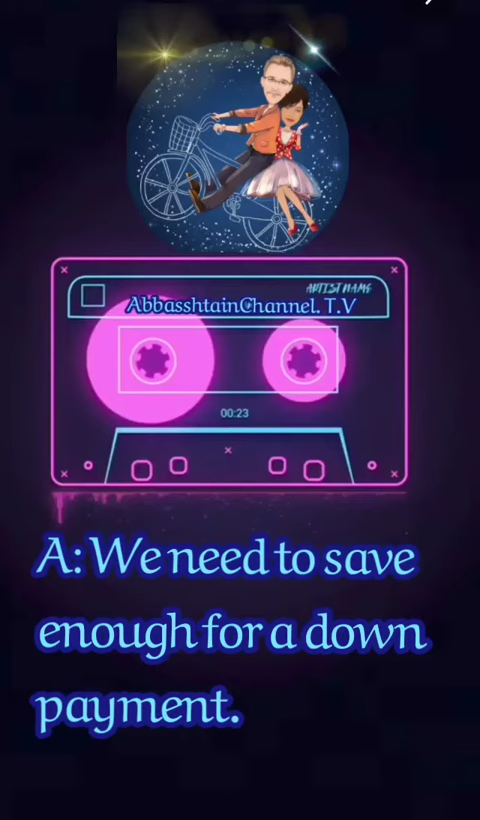 ARTIST NAME
AbbasshtainChannel. T.V
00:23
A: We need to save
enough for a down
payment.